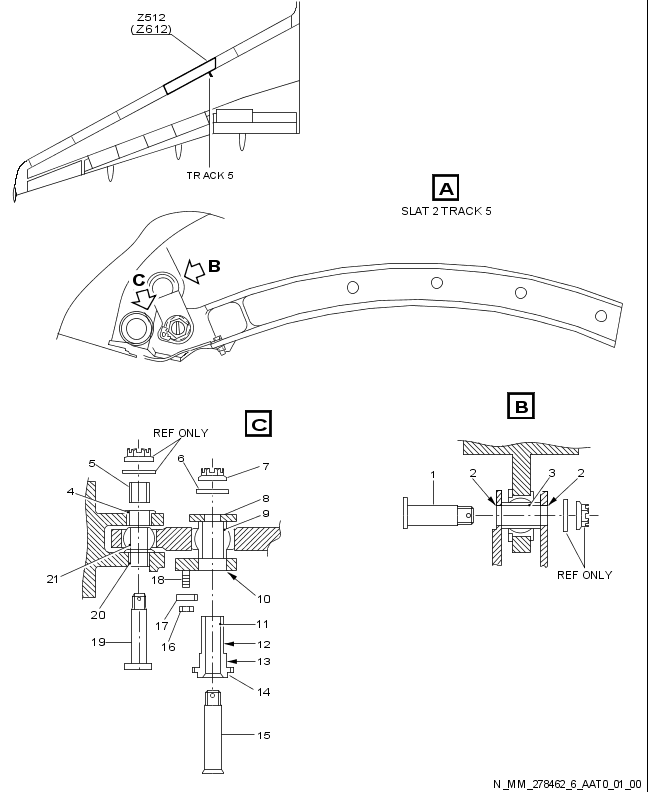 Z512
(Z612)
TRACK 5
A
SLAT 2 TRACK 5
B
C
C
B
REF ONLY
5
6
7
4
8
9
21
18
10
20
17
16
11
19
12
13
14
15
1
2
3
2
REF ONLY
N_MM_278462_6_AAT0_01_00